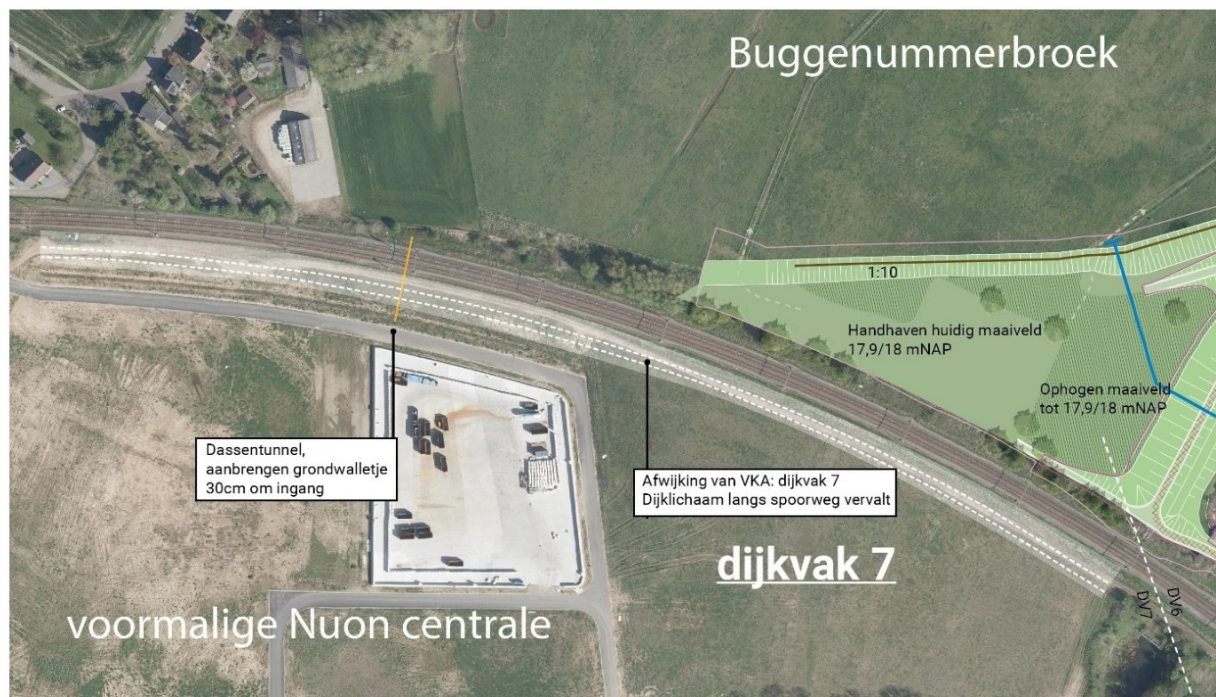 Buggenummerbroek
1:10
Handhaven huidig maaiveld
17,9/18 mNAP
Ophogen maaiveld
tot 17,9/18 mNAP
Dassentunnel,
aanbrengen grondwalletje
30cm om ingang
Afwijking van VKA: dijkvak 7
Dijklichaam langs spoorweg vervalt
dijkvak 7
voormalige Nuon centrale
DV7
DV6